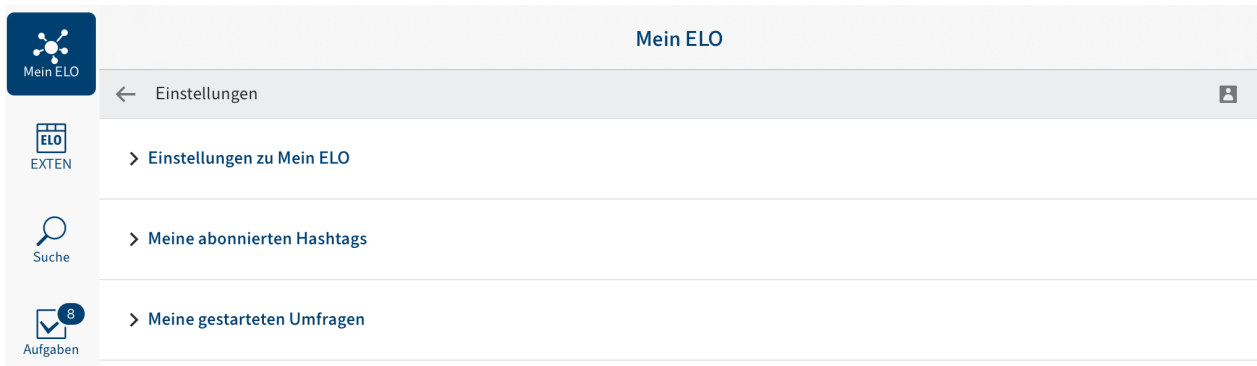 Mein ELO
Mein ELO
Einstellungen
ELO
EXTEN
Einstellungen zu Mein ELO
Suche
Meine abonnierten Hashtags
8
Aufgaben
Meine gestarteten Umfragen